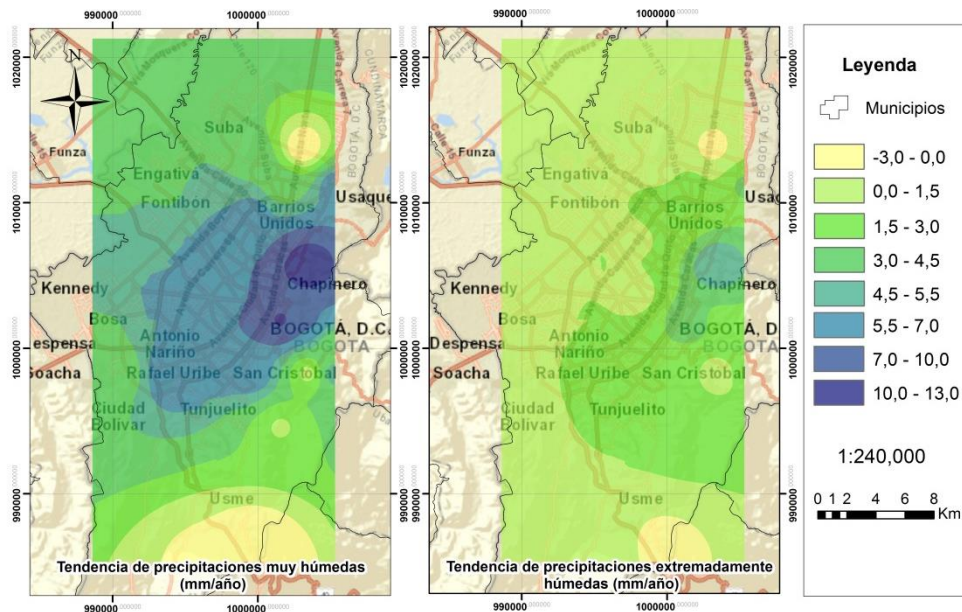 990000
1000000
1020000
1010000
1000000
990000
N
Funza
Suba
Engativa
Fontibón
Barrios
Unidos
Usaque
Kennedy
Chapinero
Bosa
BOGOTÁ, D.C.
Despensa
Antonio
Nariño
BOGOTA
Soacha
Rafael Uribe
San Cristobal
Ciudad
Bolivar
Tunjuelito
Usme
Tendencia de precipitaciones muy húmedas
(mm/año)
990000
1000000
990000
1000000
1020000
1010000
1000000
990000
Funza
Suba
Engativa
Fontibón
Barrios
Unidos
Usaq
Kennedy
Chapinero
Bosa
BOGOTÁ, D
Despensa
Antonio
Nariño
BOGOTA
Soacha
Rafael Uribe
San Cristobal
Ciudad
Bolivar
Tunjuelito
Usme
Tendencia de precipitaciones extremadamente
húmedas (mm/año)
990000
1000000
Leyenda
Municipios
-3,0 - 0,0
0,0 - 1,5
1,5 - 3,0
3,0 - 4,5
4,5 - 5,5
5,5 - 7,0
7,0 - 10,0
10,0 - 13,0
1:240,000
0 1 2 4 6 8
Km